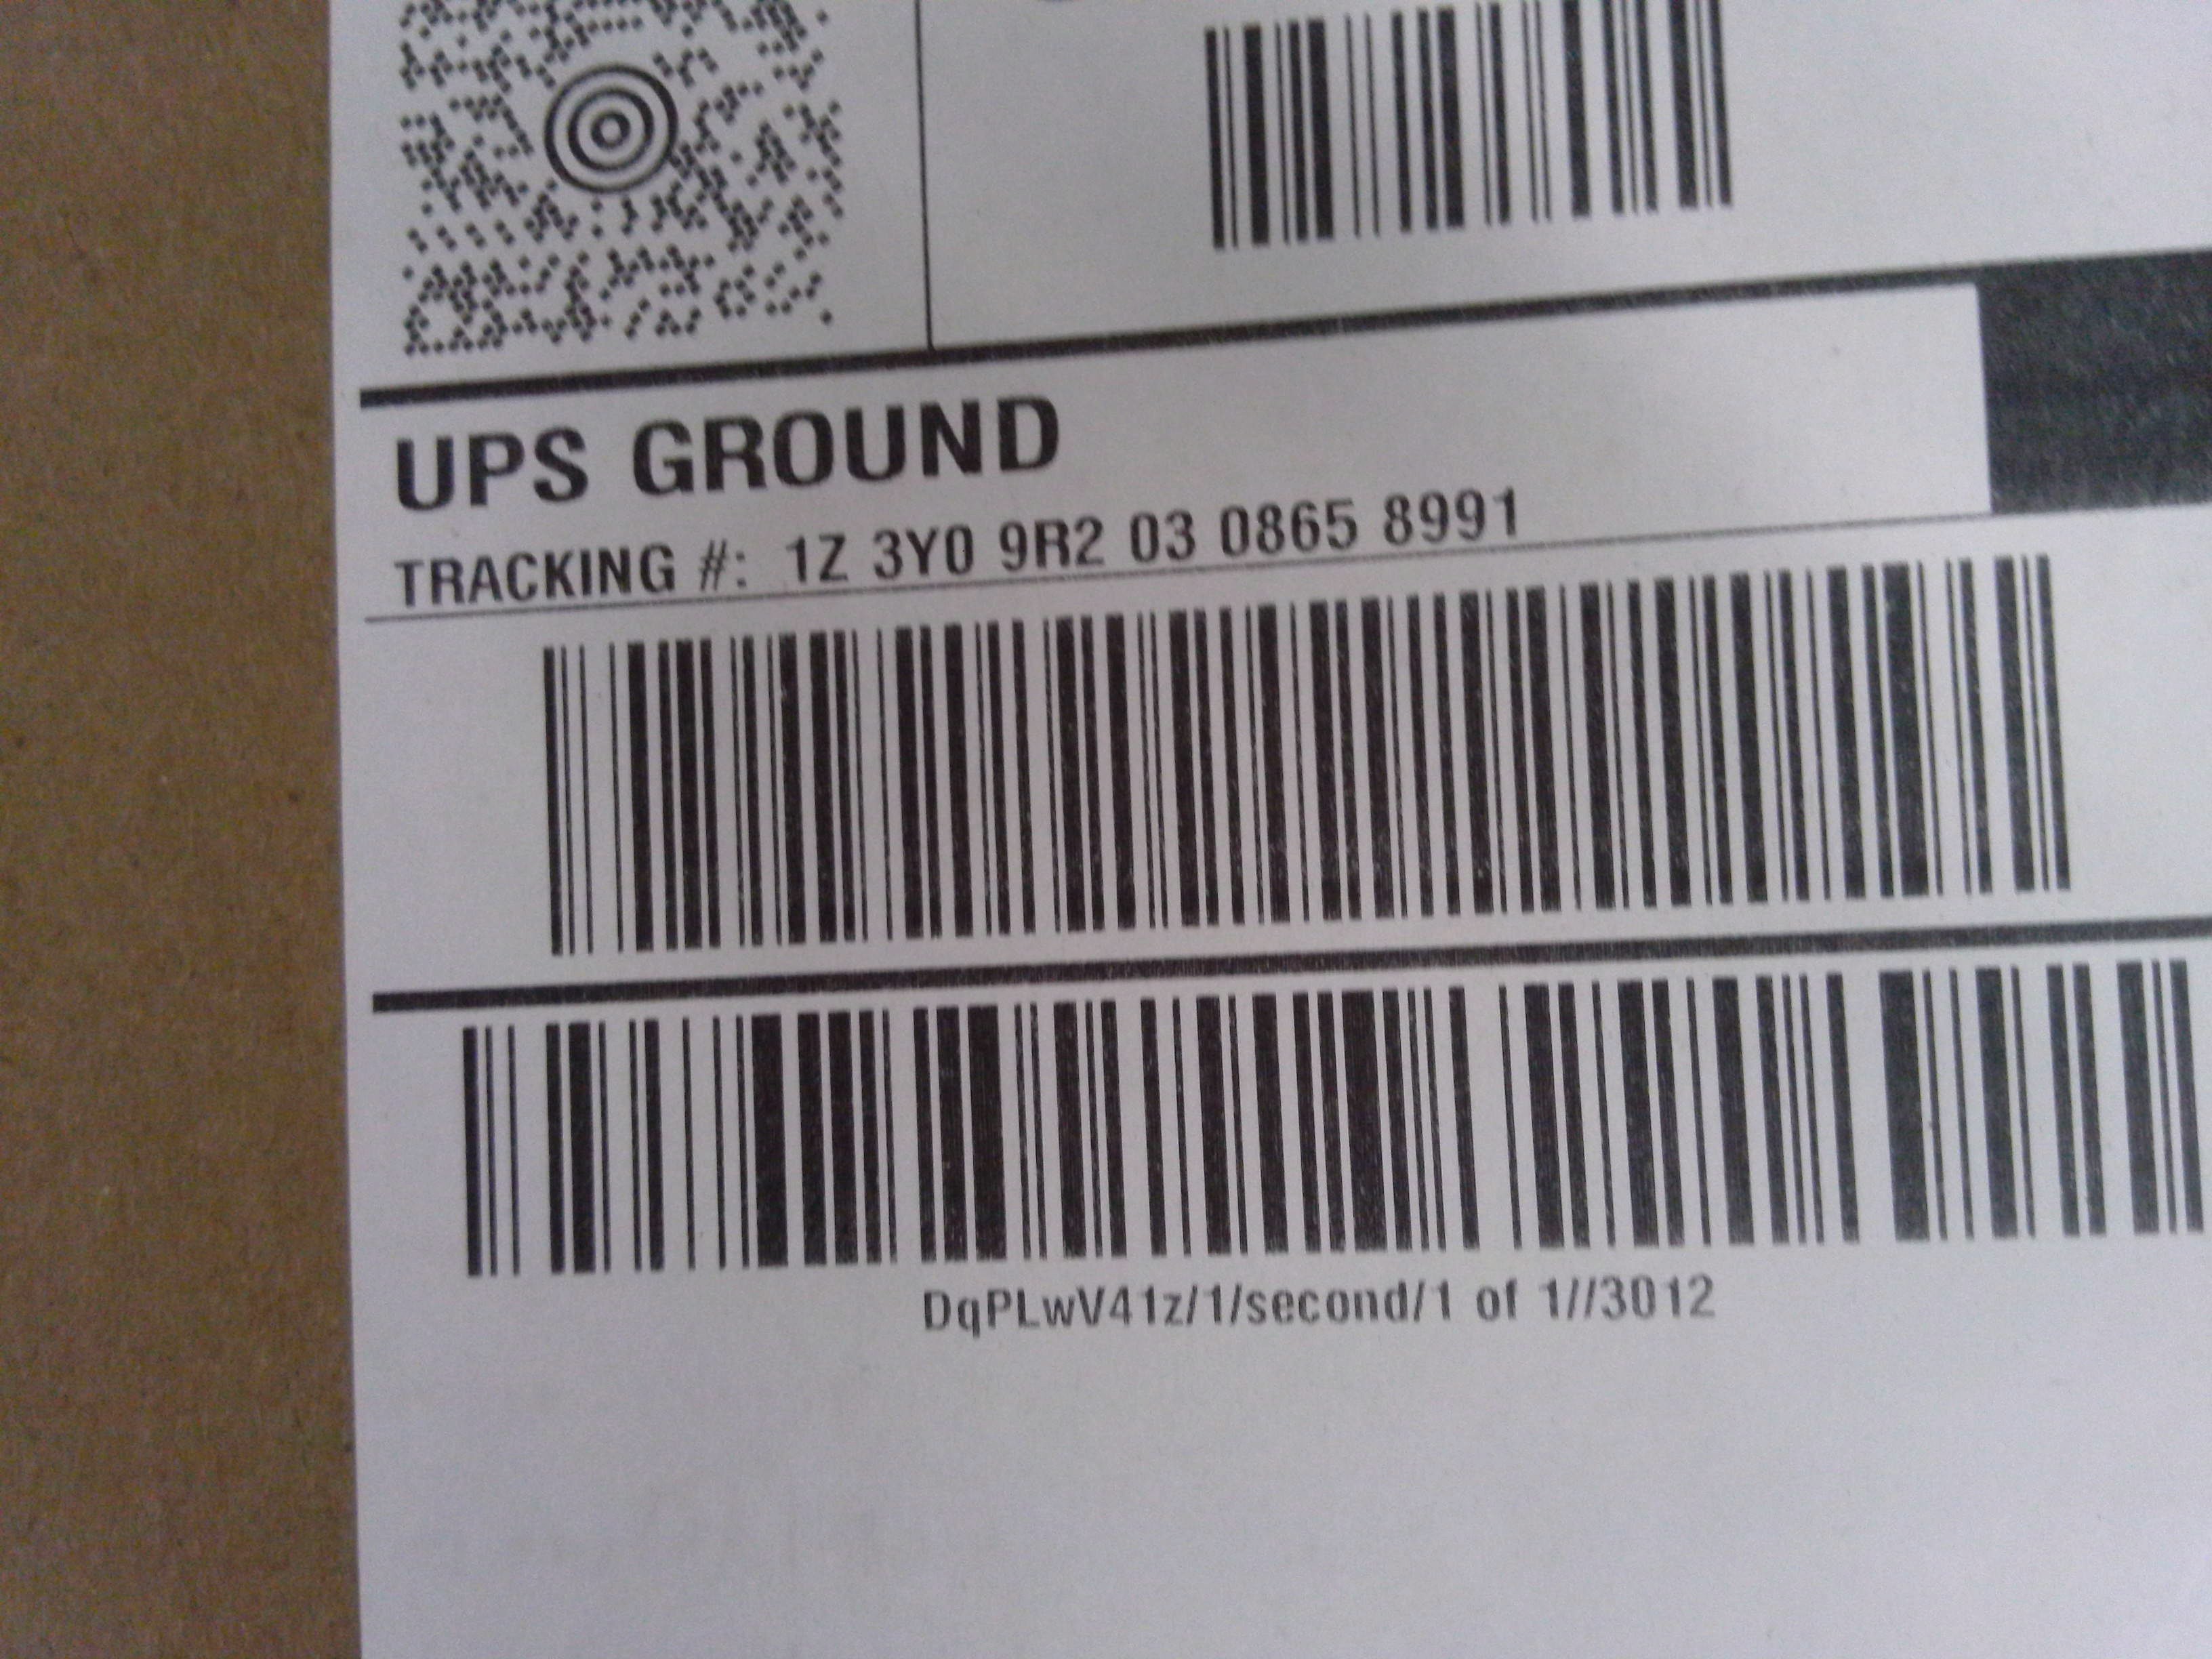 UPS GROUND
TRACKING #: 1Z 3Y0 9R2 03 0865 8991
DqPLwV41z/1/second/1 of 1//3012